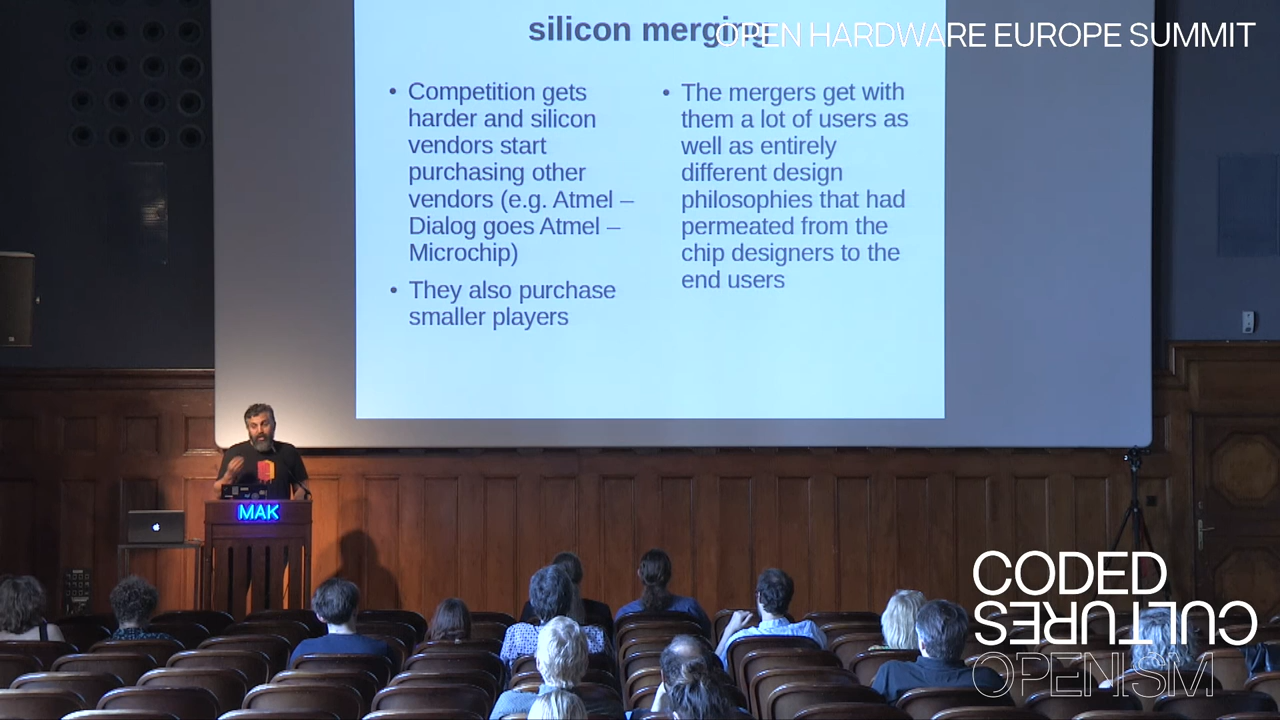 silicon merging
OPEN HARDWARE EUROPE SUMMIT
• Competition gets
harder and silicon
vendors start
purchasing other
vendors (e.g. Atmel –
Dialog goes Atmel –
Microchip)
• They also purchase
smaller players
• The mergers get with
them a lot of users as
well as entirely
different design
philosophies that had
permeated from the
chip designers to the
end users
MAK
CODED
CULTURES
OPENISM